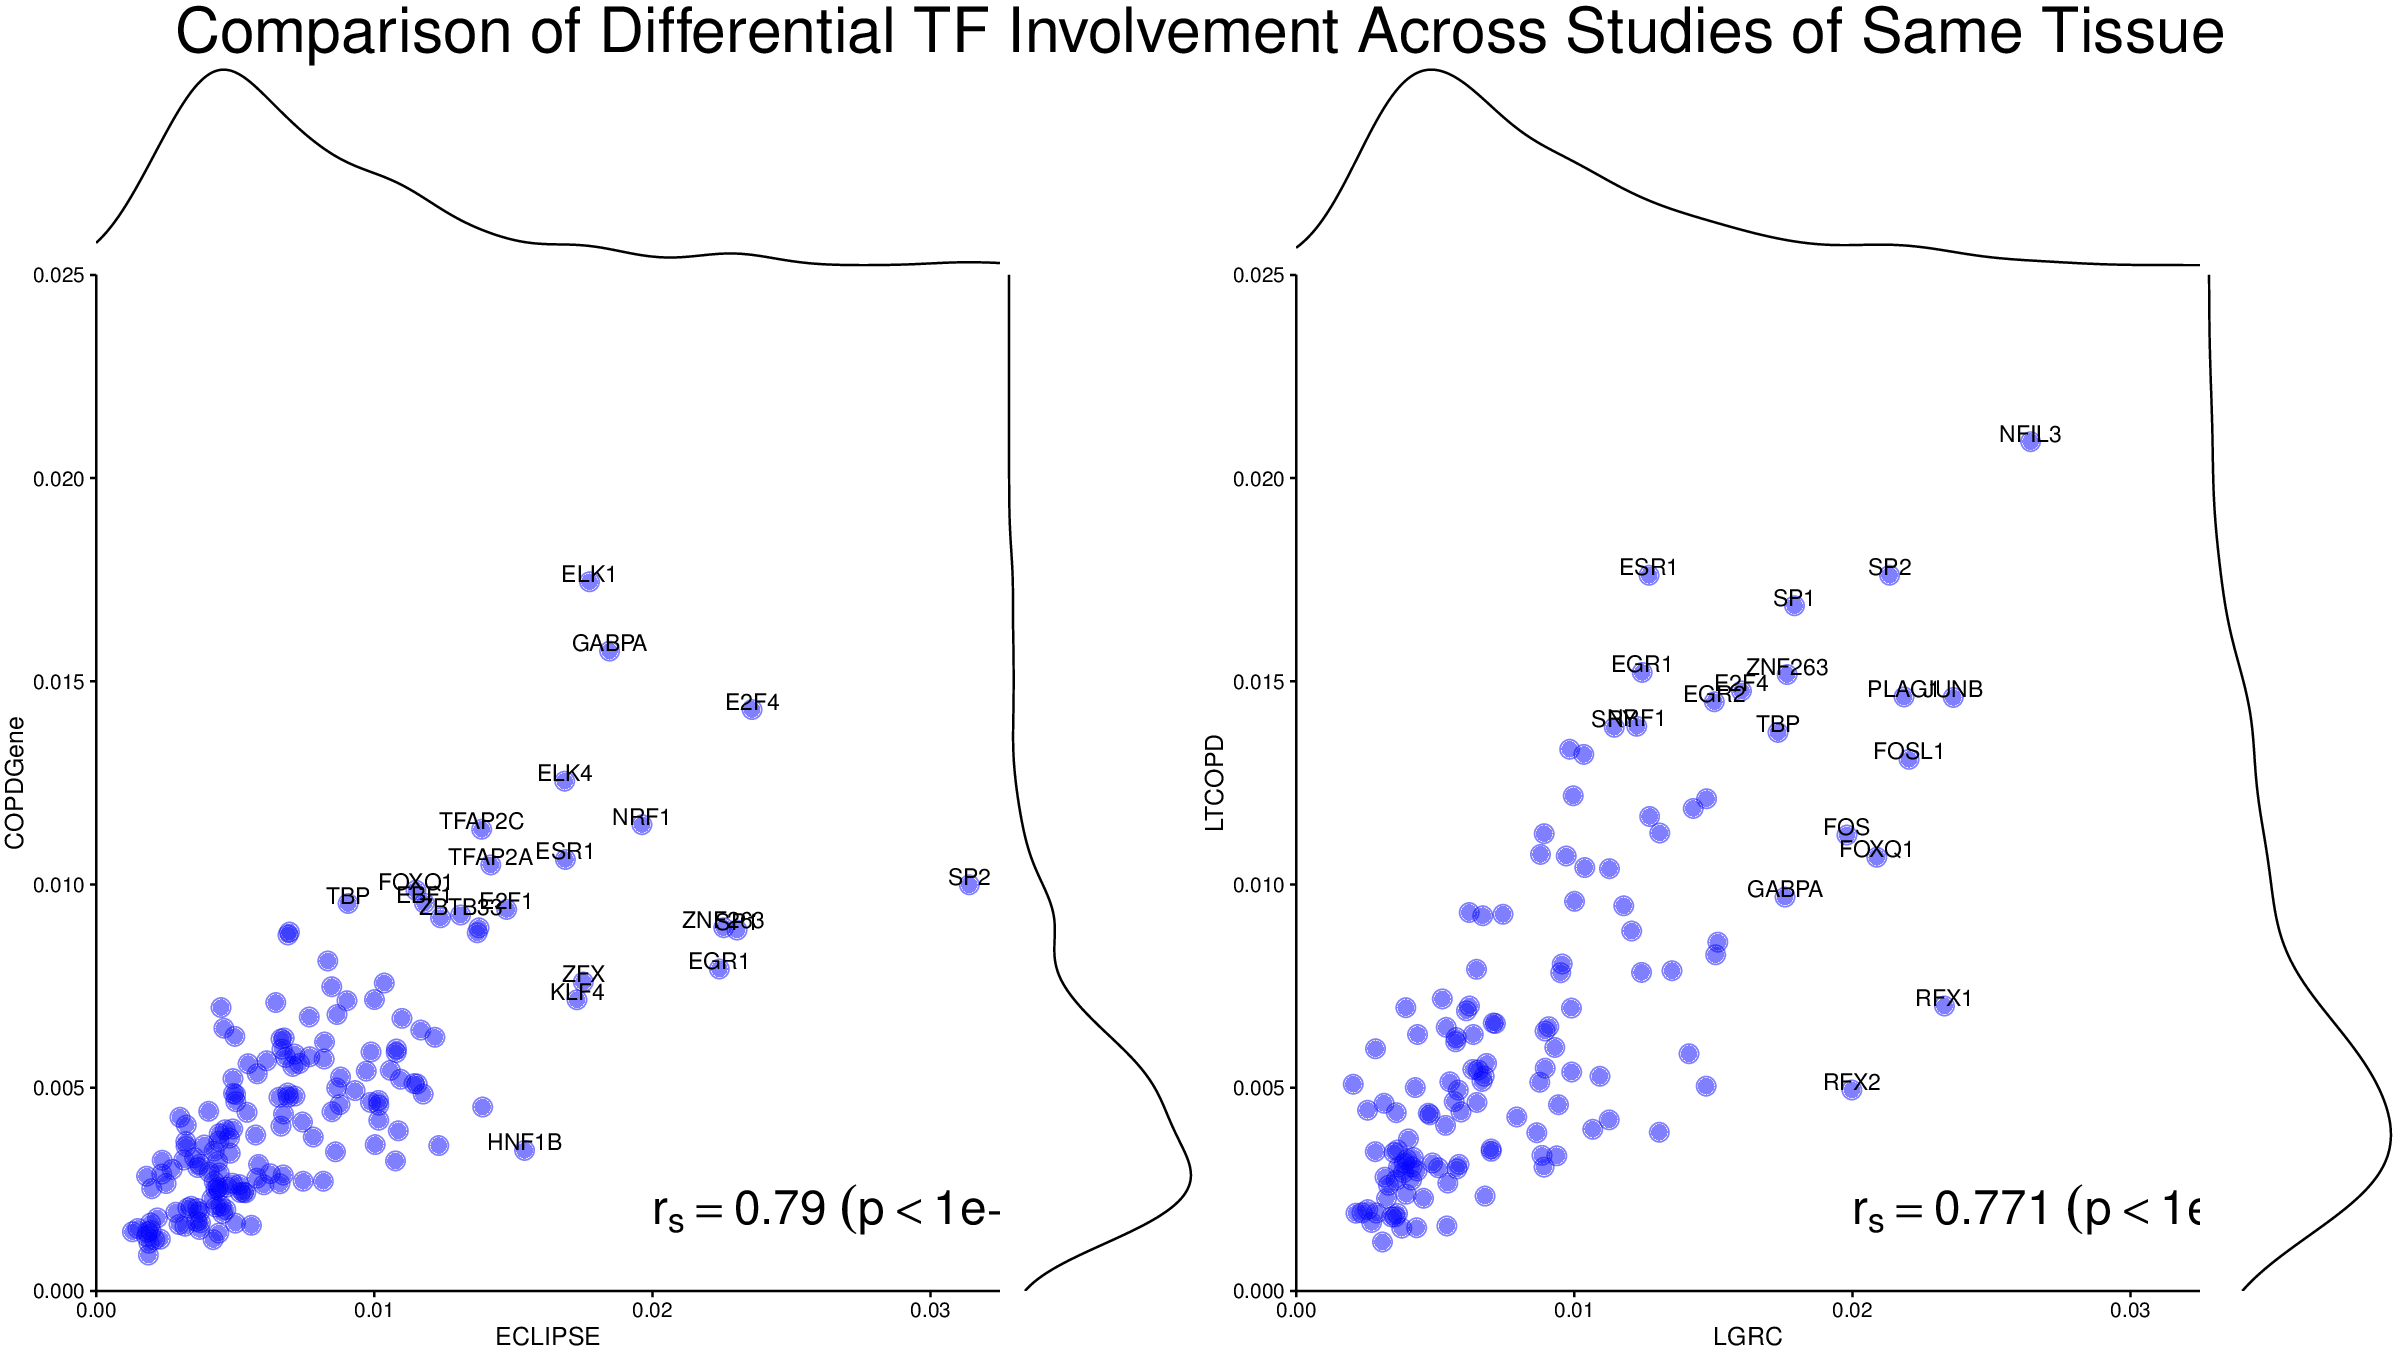 Comparison of Differential TF Involvement Across Studies of Same Tissue
0.025
0.020
0.015
0.010
0.005
0.000
0.00
0.01
0.02
0.03
COPDGene
ECLIPSE
ELK1
GABPA
E2F4
ELK4
NRF1
TFAP2C
TFAP2A
ESR1
SP2
FOXO1
TBP
EBF1
ZBTB33
E2F1
ZNF263
SP1
EGR1
ZFX
KLF4
HNF1B
rs = 0.79 (p < 1e-
0.025
0.020
0.015
0.010
0.005
0.000
0.00
0.01
0.02
0.03
LTCOPD
LGRC
NFIL3
ESR1
SP2
SP1
EGR1
ZNF263
E2F4
EGR2
PLAG1
JUNB
NRF1
TBP
FOSL1
FOS
FOXQ1
GABPA
RFX1
RFX2
rs = 0.771 (p < 1e